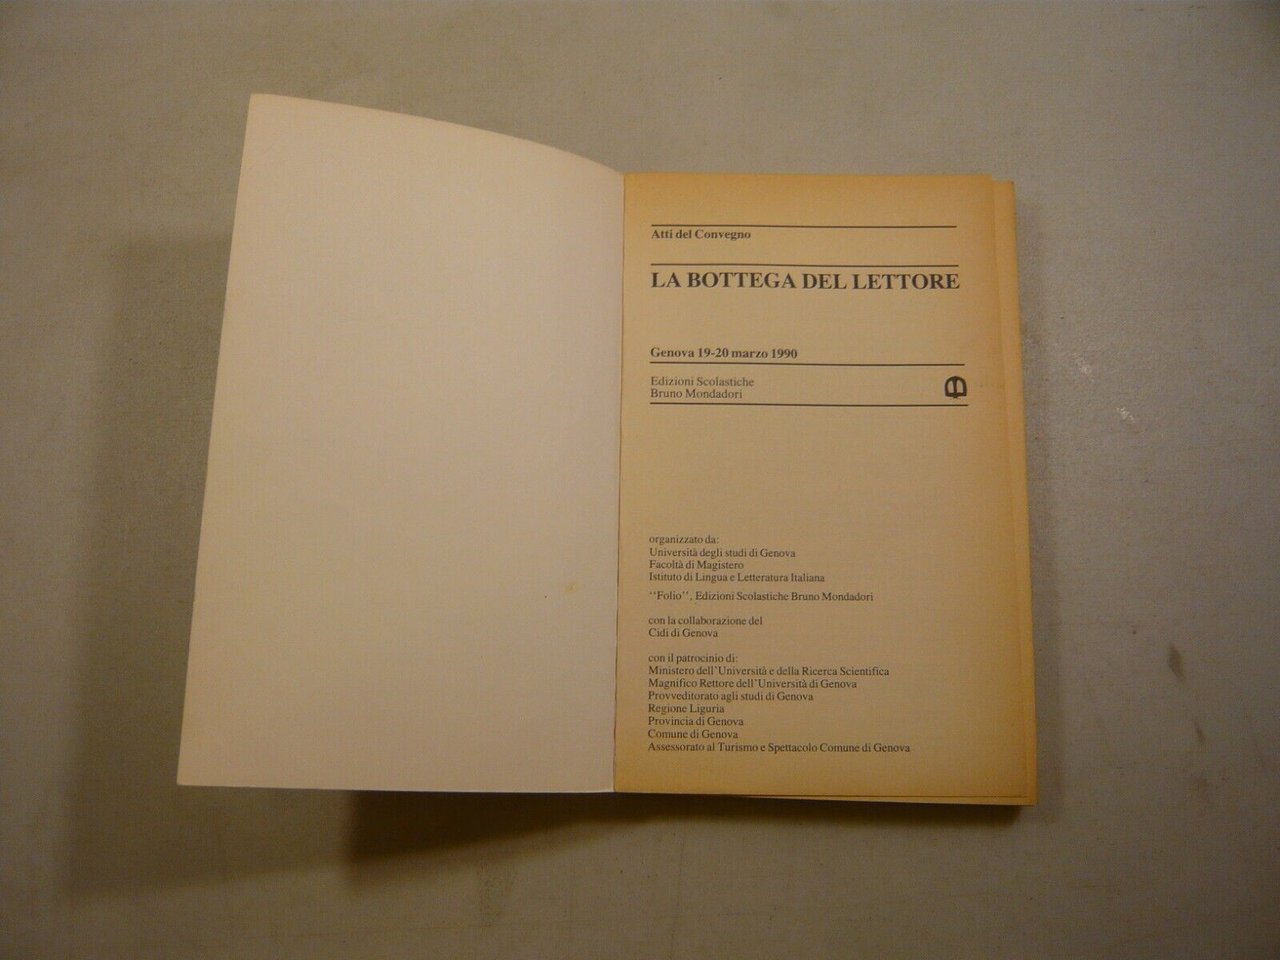 Atti del Convegno
LA BOTTEGA DEL LETTORE
Genova 19-20 marzo 1990
Edizioni Scolastiche
Bruno Mondadori
organizzato da:
Università degli studi di Genova
Facoltà di Magistero
Istituto di Lingua e Letteratura Italiana
''Folio'', Edizioni Scolastiche Bruno Mondadori
con la collaborazione del
Cidi di Genova
con il patrocinio di:
Ministero dell'Università e della Ricerca Scientifica
Magnifico Rettore dell'Università di Genova
Provveditorato agli studi di Genova
Regione Liguria
Provincia di Genova
Comune di Genova
Assessorato al Turismo e Spettacolo Comune di Genova